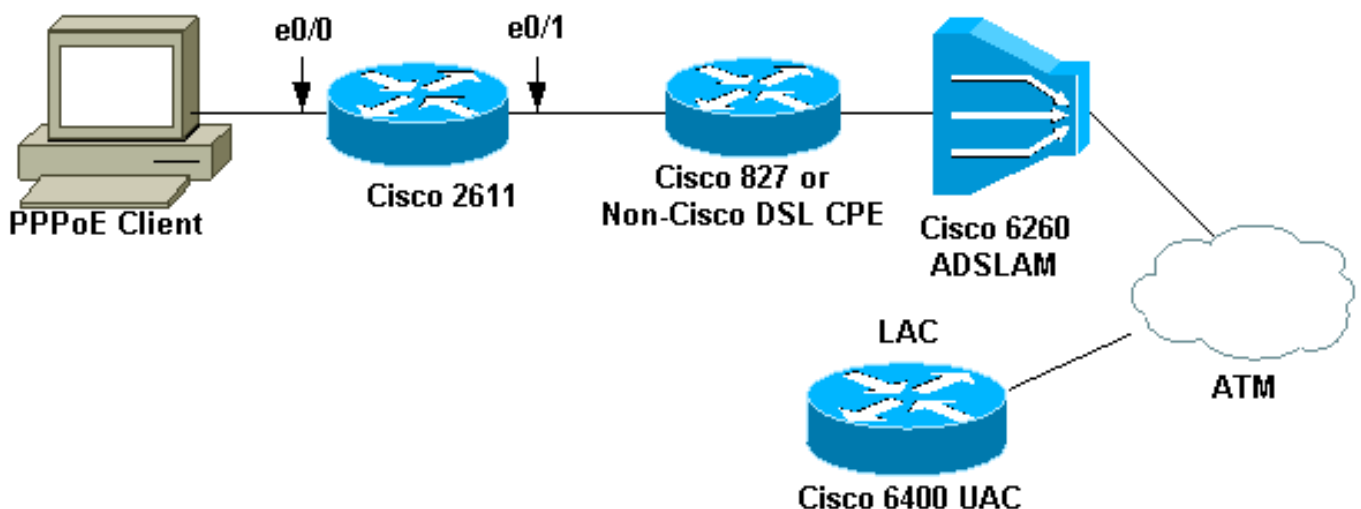 e0/0
e0/1
PPPoE Client
Cisco 2611
Cisco 827 or
Non-Cisco DSL CPE
Cisco 6260
ADSLAM
LAC
Cisco 6400 UAC
ATM